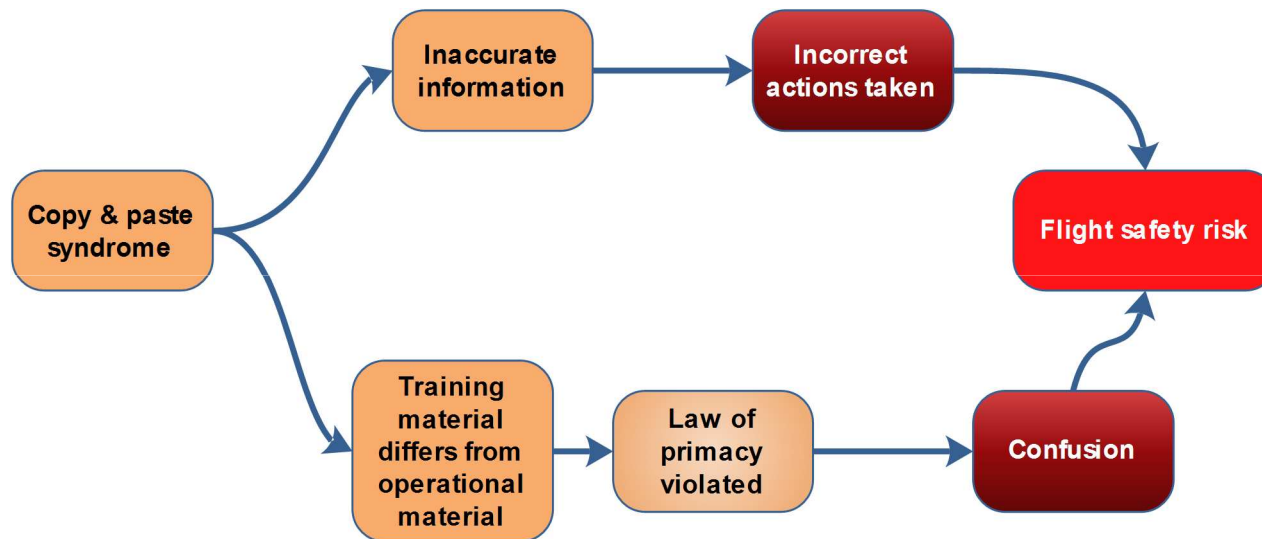 Inaccurate
information
Incorrect
actions taken
Copy & paste
syndrome
Flight safety risk
Training
material
differs from
operational
material
Law of
primacy
violated
Confusion